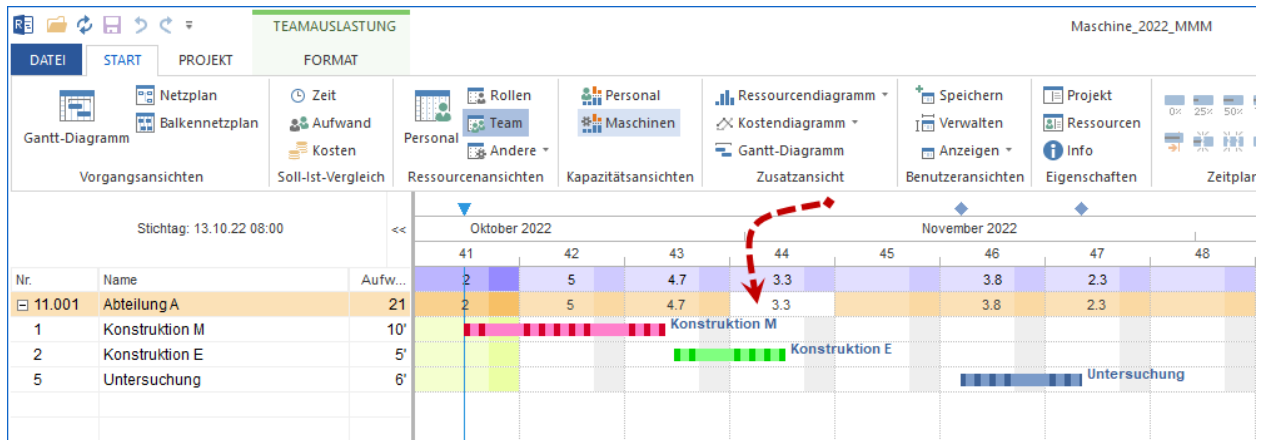 RE TEAMAUSLASTUNG Maschine_2022_MMM
DATEI START PROJEKT FORMAT
Gantt-Diagramm
Netzplan
Balkennetzplan
Vorgangsansichten
Zeit
Aufwand
Kosten
Soll-Ist-Vergleich
Personal
Rollen
Team
Andere
Ressourcenansichten
Personal
Maschinen
Kapazitätsansichten
Ressourcendiagramm
Kostendiagramm
Gantt-Diagramm
Zusatzansicht
Speichern
Verwalten
Anzeigen
Benutzeransichten
Projekt
Ressourcen
Info
Eigenschaften
0% 25% 50%
Zeitplan
Stichtag: 13.10.22 08:00 <<
Oktober 2022 November 2022
41 42 43 44 45 46 47 48
Nr. Name Aufw... 2 5 4.7 3.3 3.8 2.3
11.001 Abteilung A 21 2 5 4.7 3.3 3.8 2.3
1 Konstruktion M 10' Konstruktion M
2 Konstruktion E 5' Konstruktion E
5 Untersuchung 6' Untersuchung